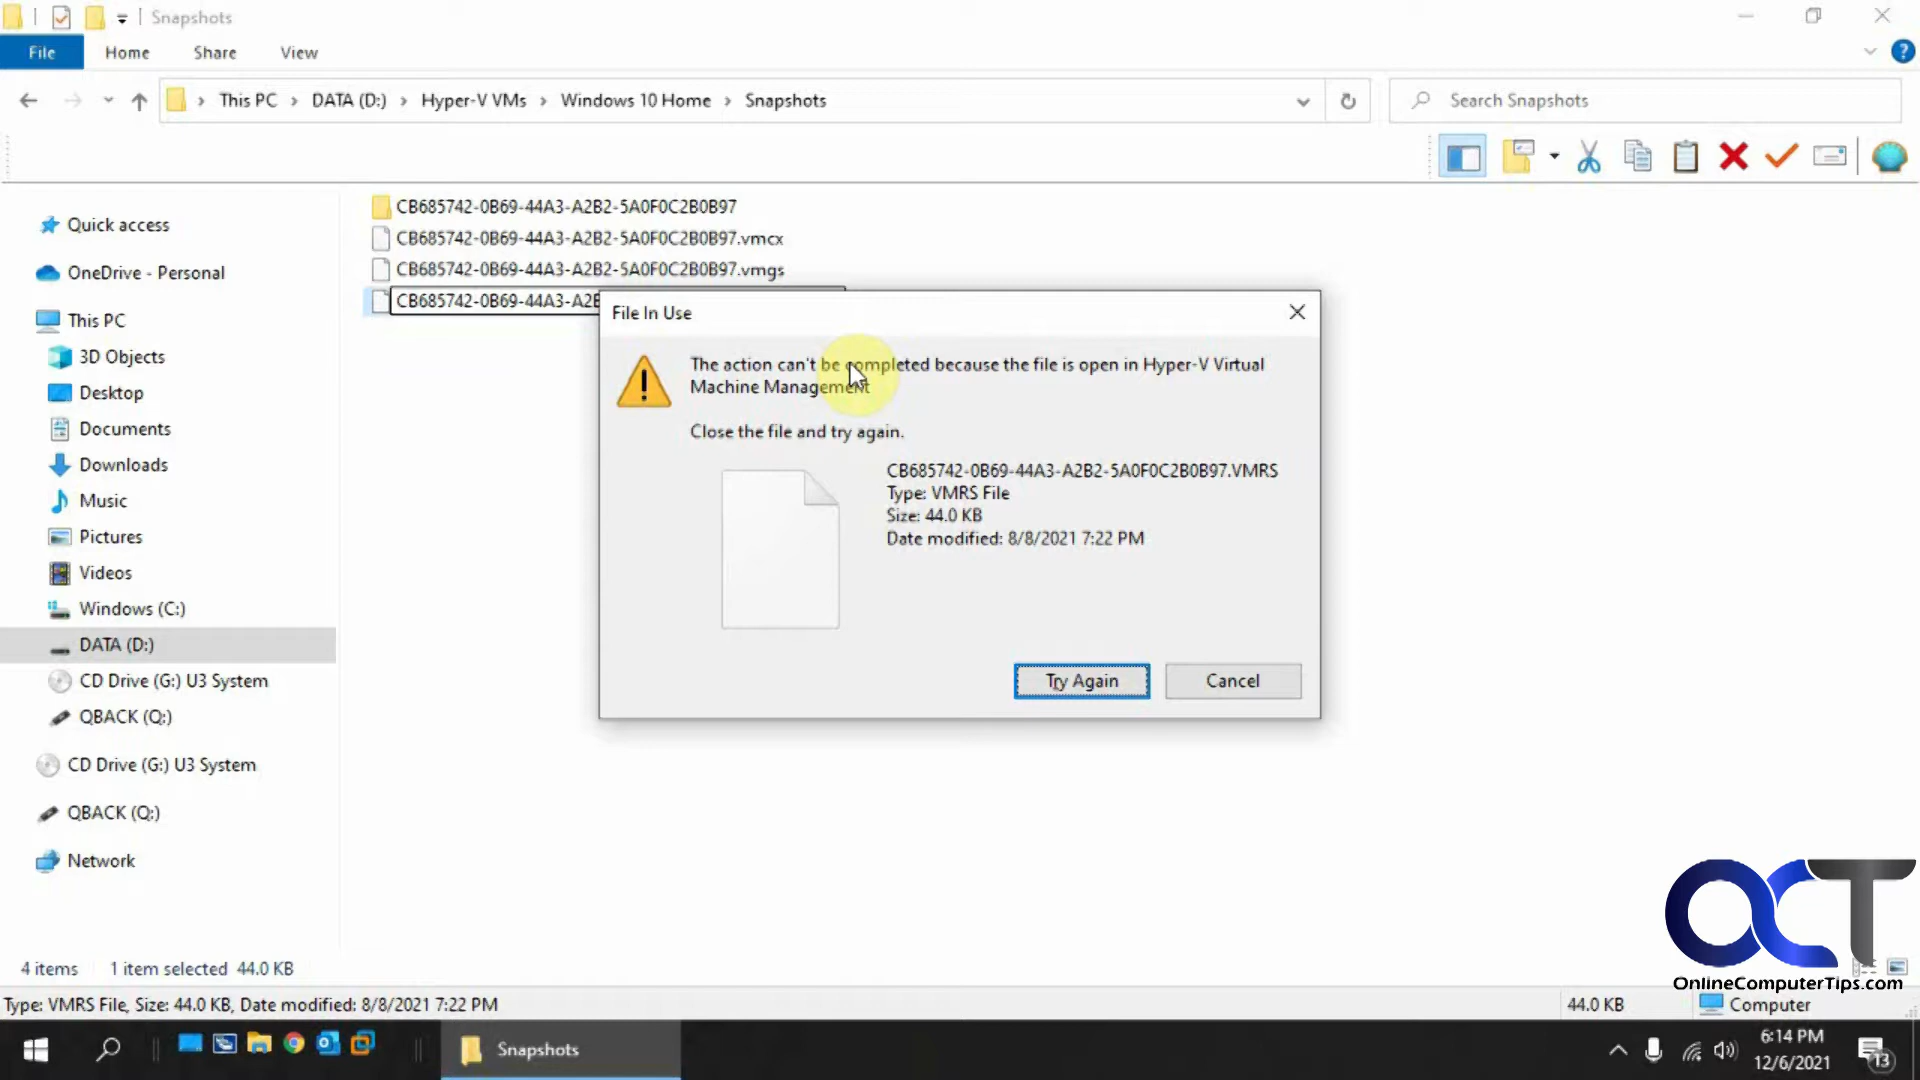 Snapshots
File Home Share View
?
This PC DATA (D:) Hyper-V VMs Windows 10 Home Snapshots
Search Snapshots
Quick access
OneDrive - Personal
This PC
3D Objects
Desktop
Documents
Downloads
Music
Pictures
Videos
Windows (C:)
DATA (D:)
CD Drive (G:) U3 System
QBACK (Q:)
CD Drive (G:) U3 System
QBACK (Q:)
Network
CB685742-0B69-44A3-A2B2-5A0F0C2B0B97
CB685742-0B69-44A3-A2B2-5A0F0C2B0B97.vmcx
CB685742-0B69-44A3-A2B2-5A0F0C2B0B97.vmgs
CB685742-0B69-44A3-A2B
File In Use
The action can't be completed because the file is open in Hyper-V Virtual
Machine Management
Close the file and try again.
CB685742-0B69-44A3-A2B2-5A0F0C2B0B97.VMRS
Type: VMRS File
Size: 44.0 KB
Date modified: 8/8/2021 7:22 PM
Try Again Cancel
OCT
OnlineComputerTips.com
4 items 1 item selected 44.0 KB
Type: VMRS File, Size: 44.0 KB, Date modified: 8/8/2021 7:22 PM
44.0 KB Computer
Snapshots
6:14 PM
12/6/2021
13